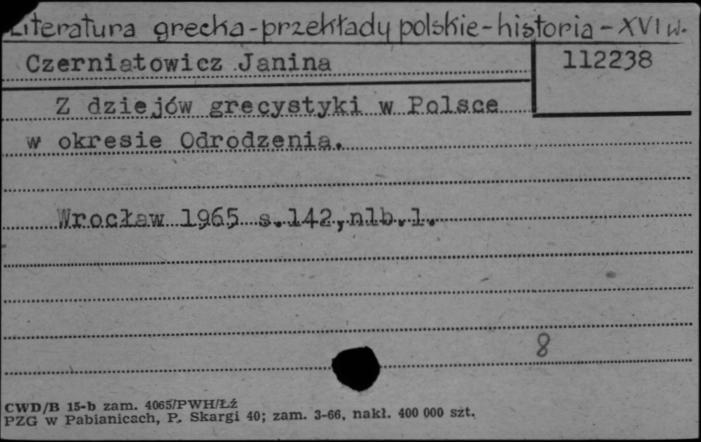 Literatura grecka - przekłady polskie - historia - XVI w.
Czerniatowicz Janina 112238
Z dziejów grecystyki w Polsce
w okresie Odrodzenia.
Wrocław 1965 s.142,nlb.1.
8
CWD/B 15-b zam. 4065/PWH/Łź
PZG w Pabianicach, P. Skargi 40; zam. 3-66, nakł. 400 000 szt.